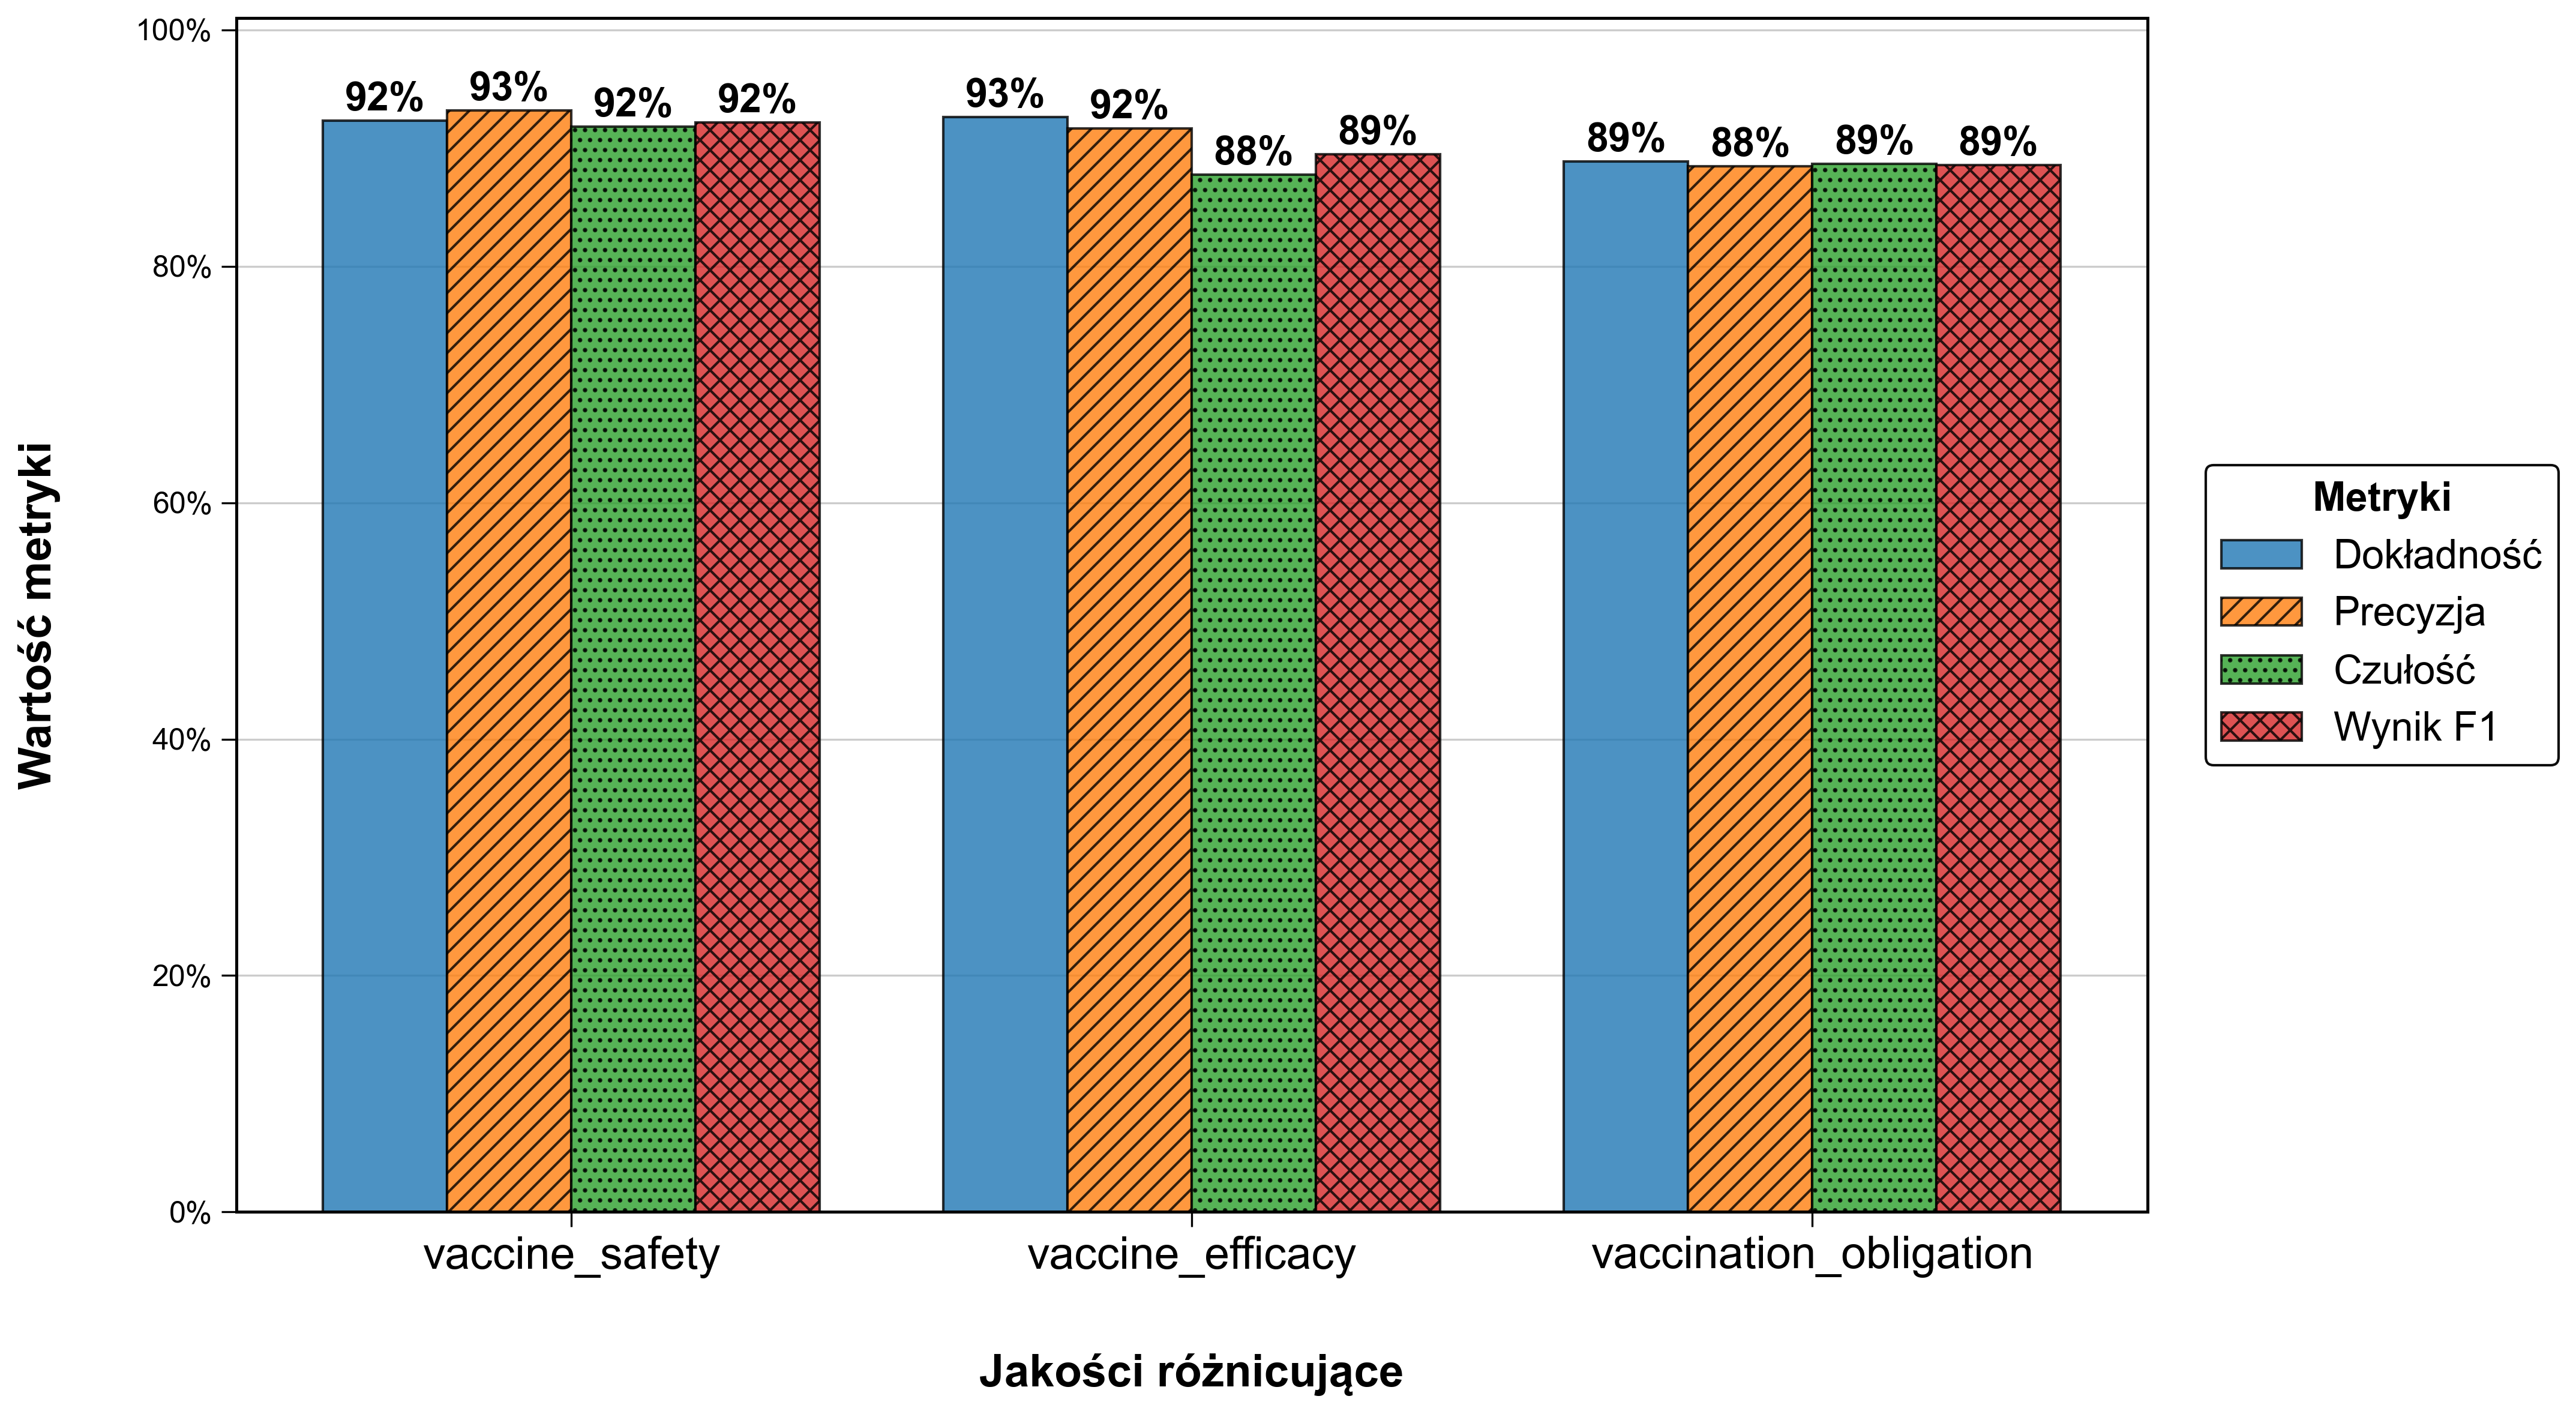 Wartość metryki
100%
80%
60%
40%
20%
0%
92% 93% 92% 92%
93% 92% 88% 89%
89% 88% 89% 89%
vaccine_safety vaccine_efficacy vaccination_obligation
Jakości różnicujące
Metryki
Dokładność
Precyzja
Czułość
Wynik F1